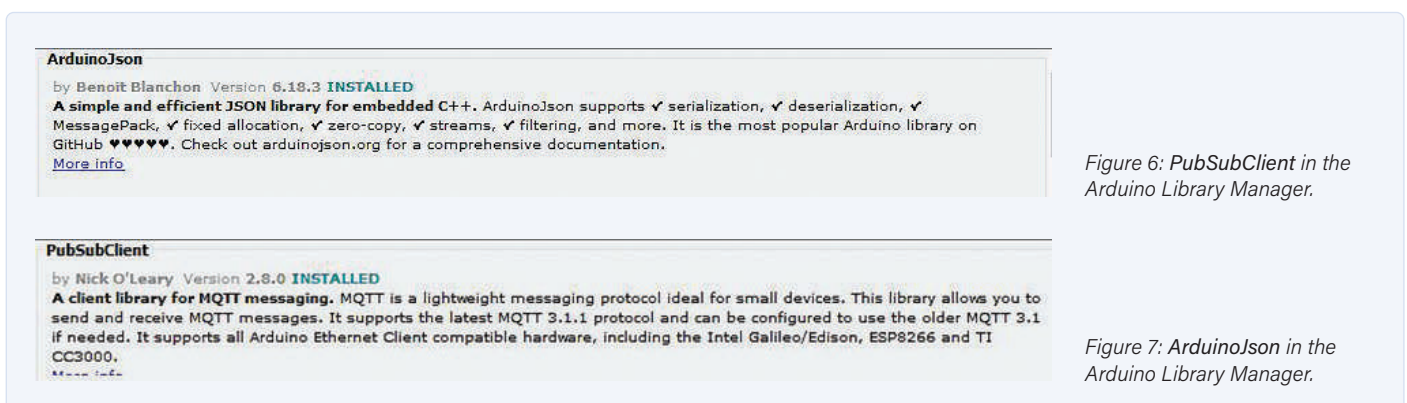 ArduinoJson
by Benoit Blanchon Version 6.18.3 INSTALLED
A simple and efficient JSON library for embedded C++. ArduinoJson supports ✔ serialization, ✔ deserialization, ✔
MessagePack, ✔ fixed allocation, ✔ zero-copy, ✔ streams, ✔ filtering, and more. It is the most popular Arduino library on
GitHub ♥♥♥♥♥. Check out arduinojson.org for a comprehensive documentation.
More info
Figure 6: PubSubClient in the
Arduino Library Manager.
PubSubClient
by Nick O'Leary Version 2.8.0 INSTALLED
A client library for MQTT messaging. MQTT is a lightweight messaging protocol ideal for small devices. This library allows you to
send and receive MQTT messages. It supports the latest MQTT 3.1.1 protocol and can be configured to use the older MQTT 3.1
if needed. It supports all Arduino Ethernet Client compatible hardware, including the Intel Galileo/Edison, ESP8266 and TI
CC3000.
More info
Figure 7: ArduinoJson in the
Arduino Library Manager.